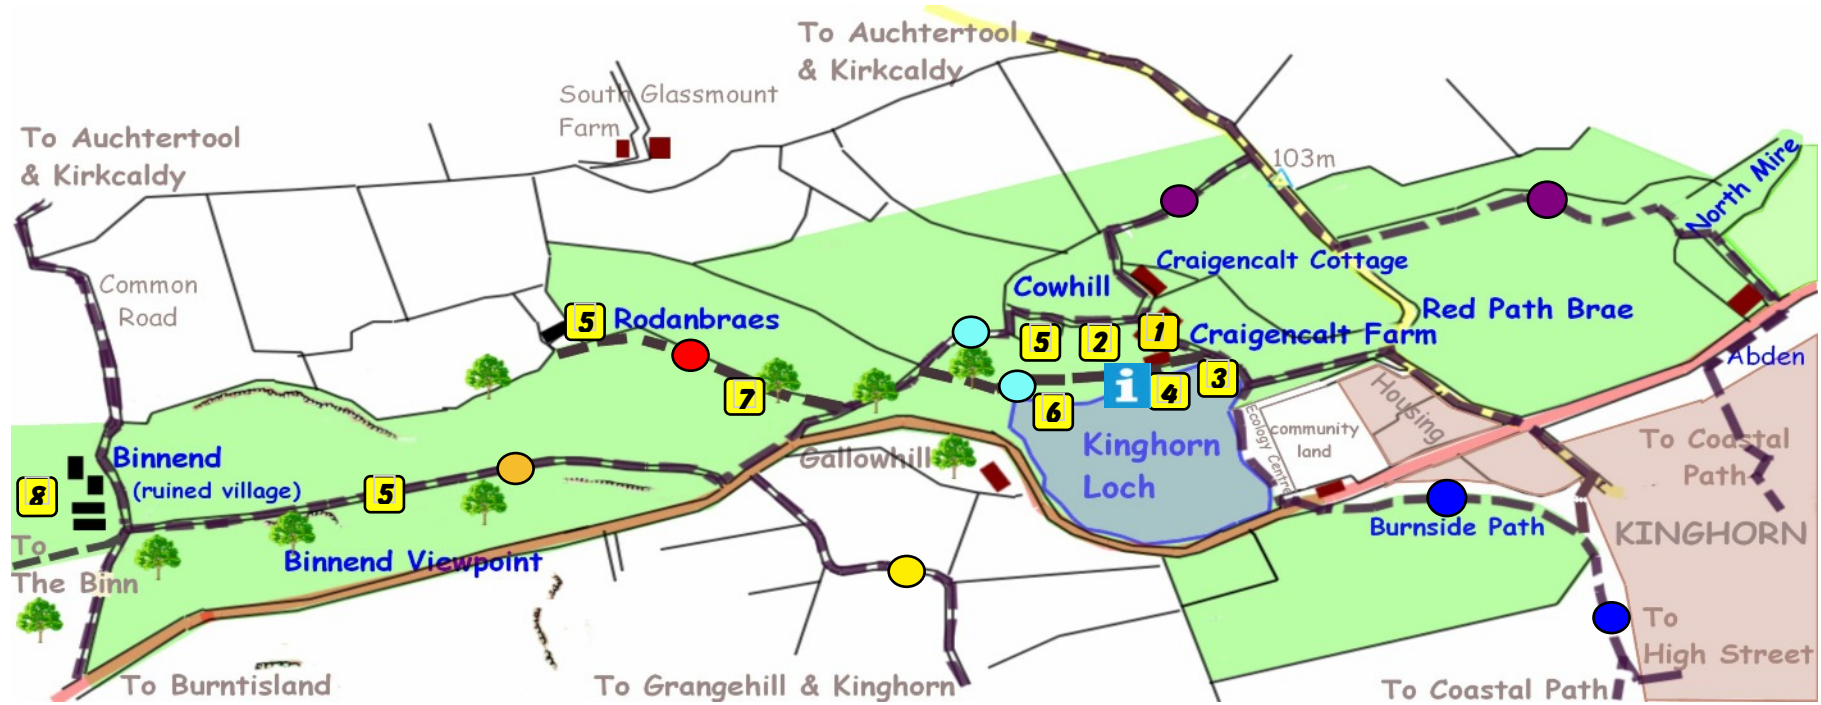 To Auchtertool
& Kirkcaldy
South Glassmount
Farm
To Auchtertool
& Kirkcaldy
103m
North Mire
Common
Road
Craigencalt Cottage
Cowhill
Red Path Brae
5
Rodanbraes
5
2
1
Craigencalt Farm
Abden
7
6
i
4
3
Housing
Ecology Centre
community
land
To Coastal
Path
Kinghorn
Loch
Gallowhill
Binnend
(ruined village)
8
5
Burnside Path
KINGHORN
To
The Binn
Binnend Viewpoint
To
High Street
To Burntisland
To Grangehill & Kinghorn
To Coastal Path